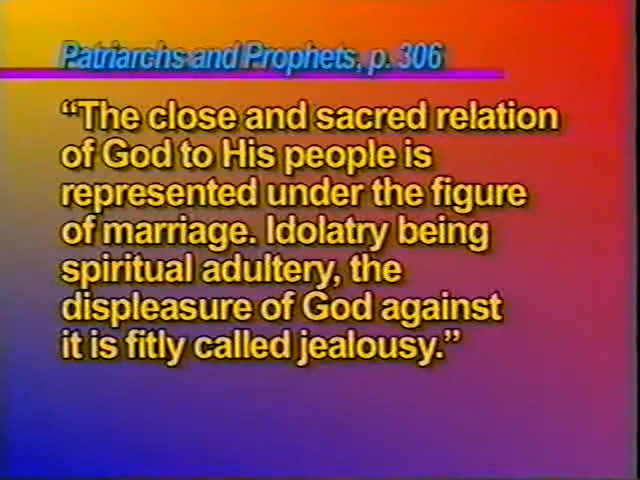 Patriarchs and Prophets, p. 306
“The close and sacred relation
of God to His people is
represented under the figure
of marriage. Idolatry being
spiritual adultery, the
displeasure of God against
it is fitly called jealousy.”